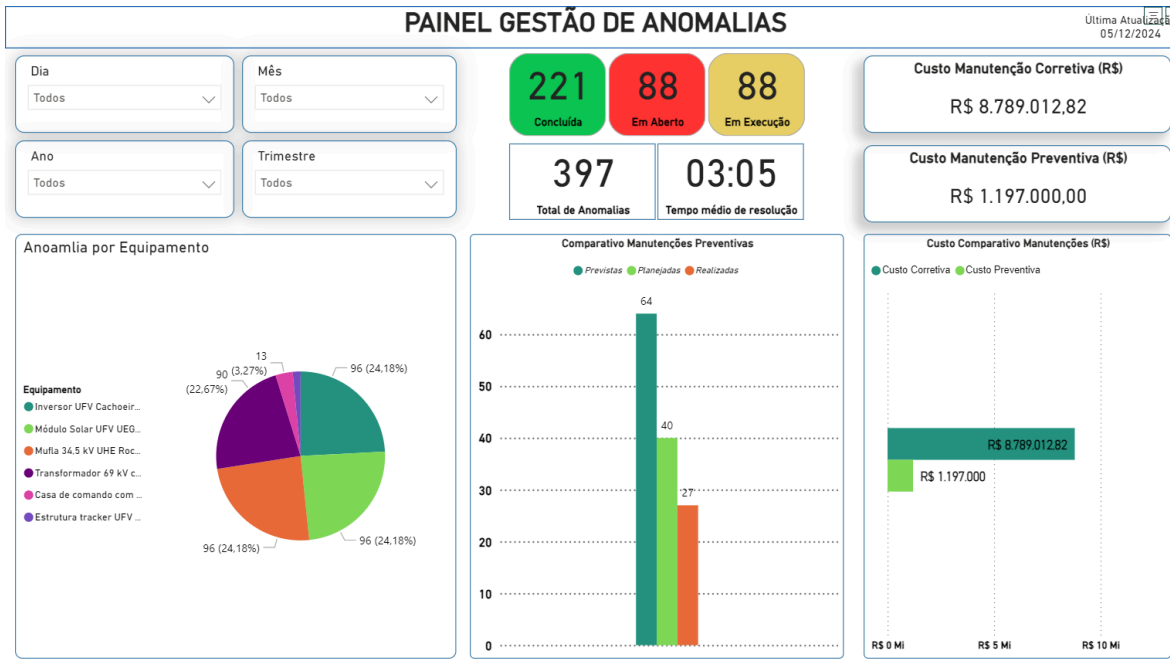 PAINEL GESTÃO DE ANOMALIAS
Última Atualizaçã
05/12/2024
Dia
Todos
Mês
Todos
Ano
Todos
Trimestre
Todos
221
Concluída
88
Em Aberto
88
Em Execução
397
Total de Anomalias
03:05
Tempo médio de resolução
Custo Manutenção Corretiva (R$)
R$ 8.789.012,82
Custo Manutenção Preventiva (R$)
R$ 1.197.000,00
Anoamlia por Equipamento
Equipamento
Inversor UFV Cachoeir...
Módulo Solar UFV UEG...
Mufla 34,5 kV UHE Roc...
Transformador 69 kV c...
Casa de comando com ...
Estrutura tracker UFV ...
96 (24,18%)
96 (24,18%)
96 (24,18%)
90
(22,67%)
13
(3,27%)
Comparativo Manutenções Preventivas
Previstas Planejadas Realizadas
64
40
27
60
50
40
30
20
10
0
Custo Comparativo Manutenções (R$)
Custo Corretiva Custo Preventiva
R$ 8.789.012,82
R$ 1.197.000
R$ 0 Mi R$ 5 Mi R$ 10 Mi